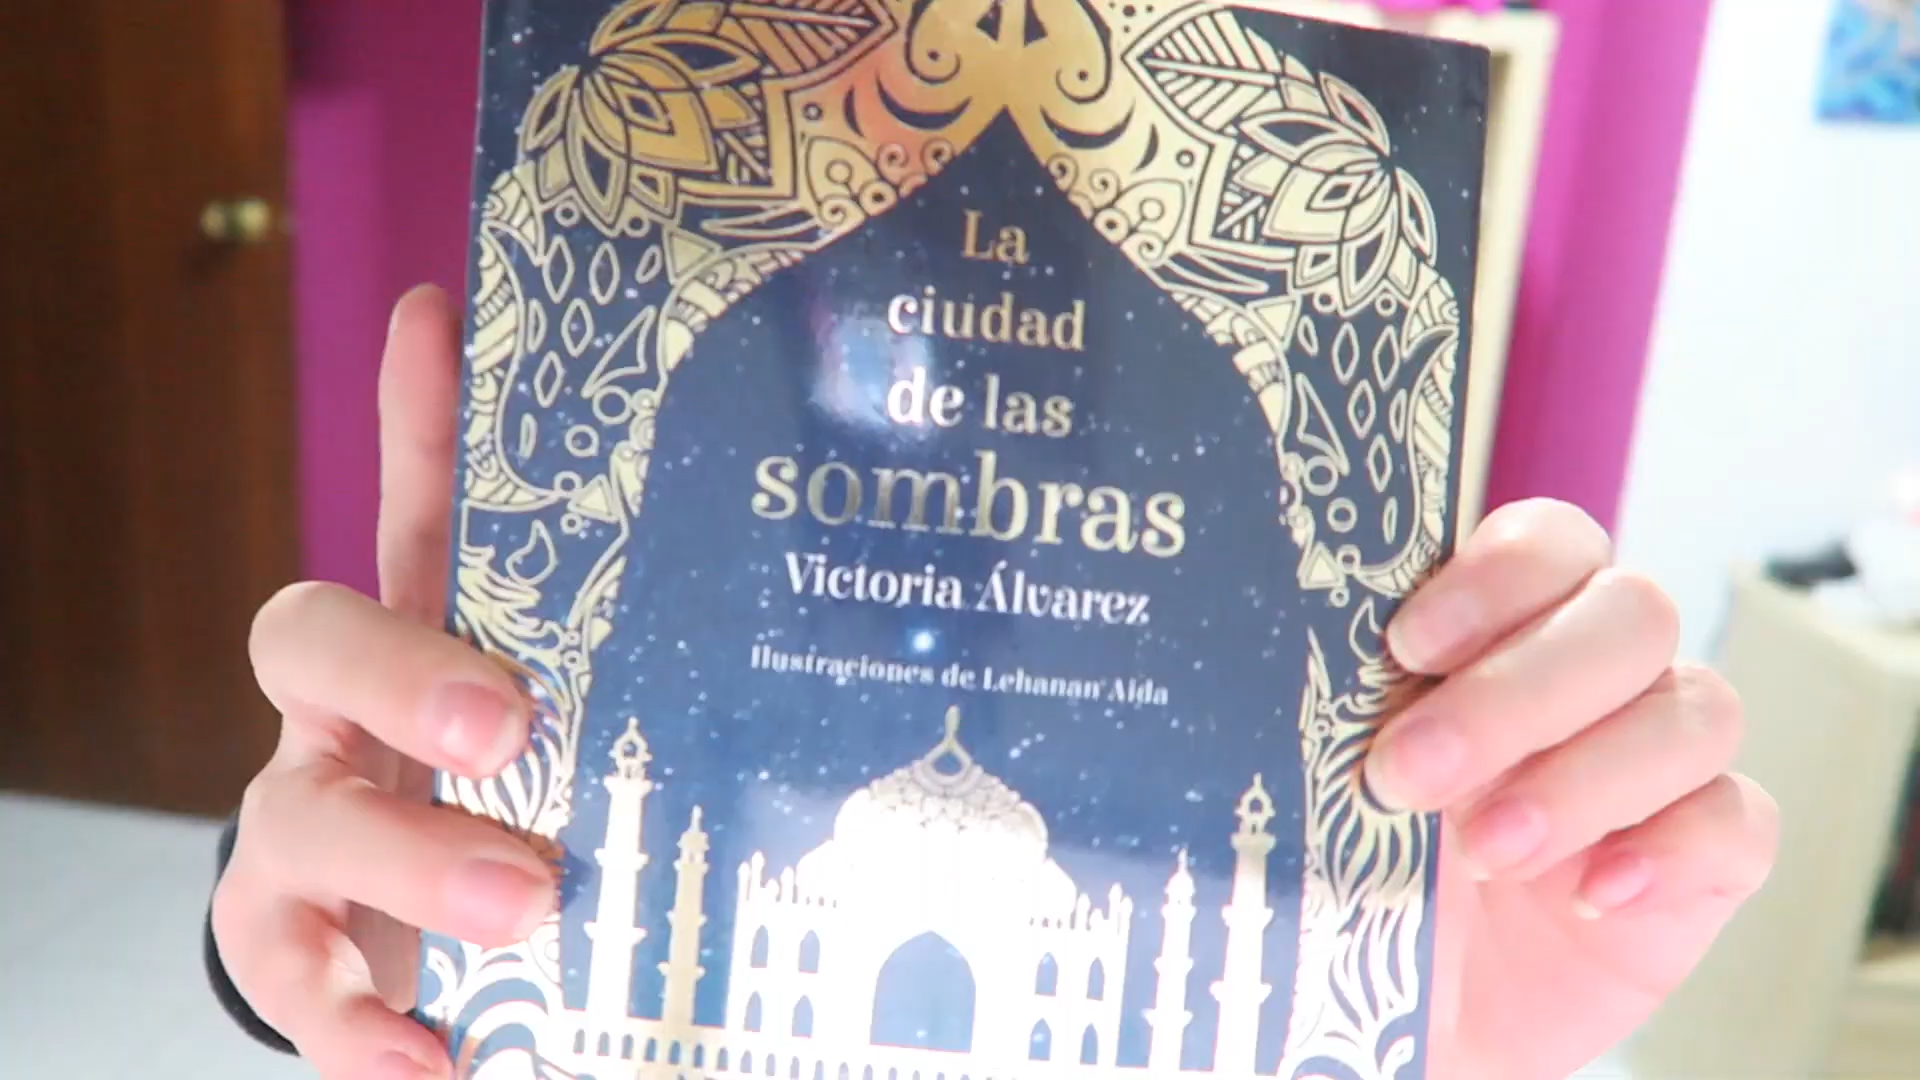 La
ciudad
de las
sombras
Victoria Álvarez
Ilustraciones de Lehanan Aida